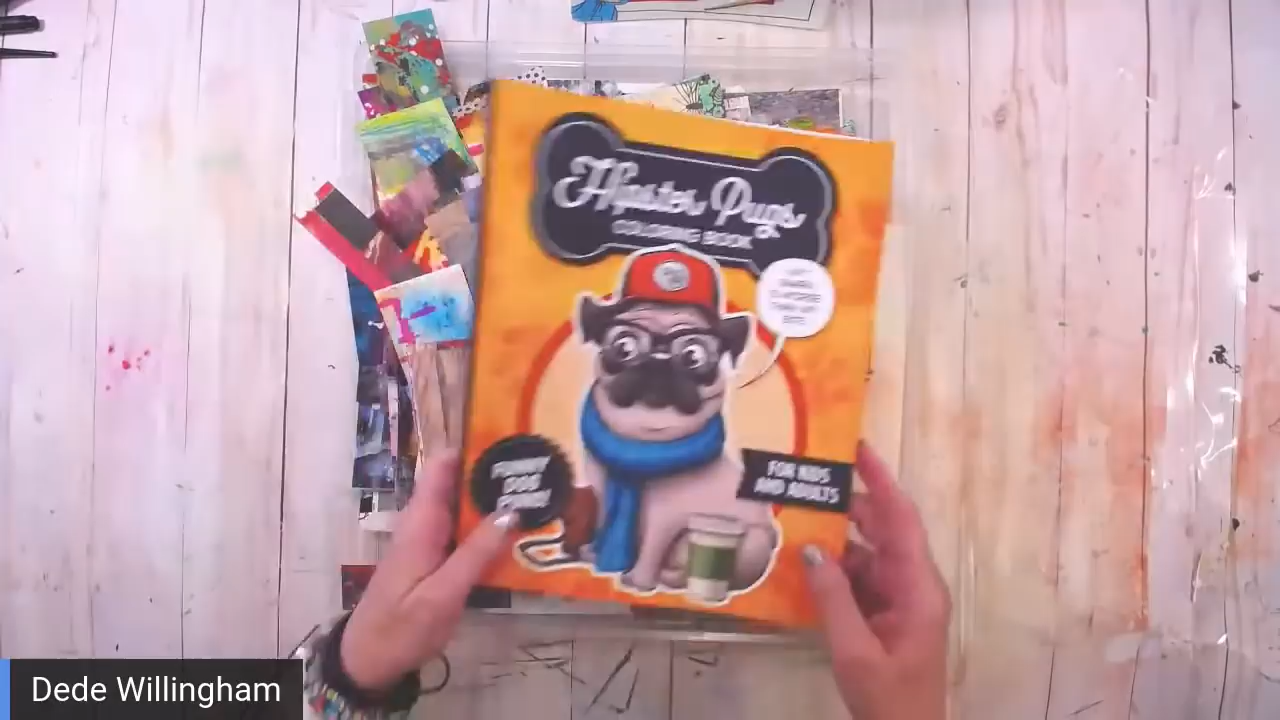 Hipster Pugs
COLORING BOOK
FUNNY
DOG
FOR KIDS
AND ADULTS
Dede Willingham